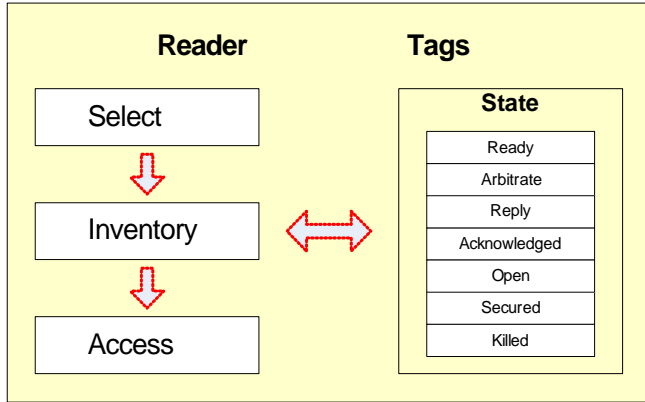 Reader
Tags
Select
Inventory
Access
State
Ready
Arbitrate
Reply
Acknowledged
Open
Secured
Killed